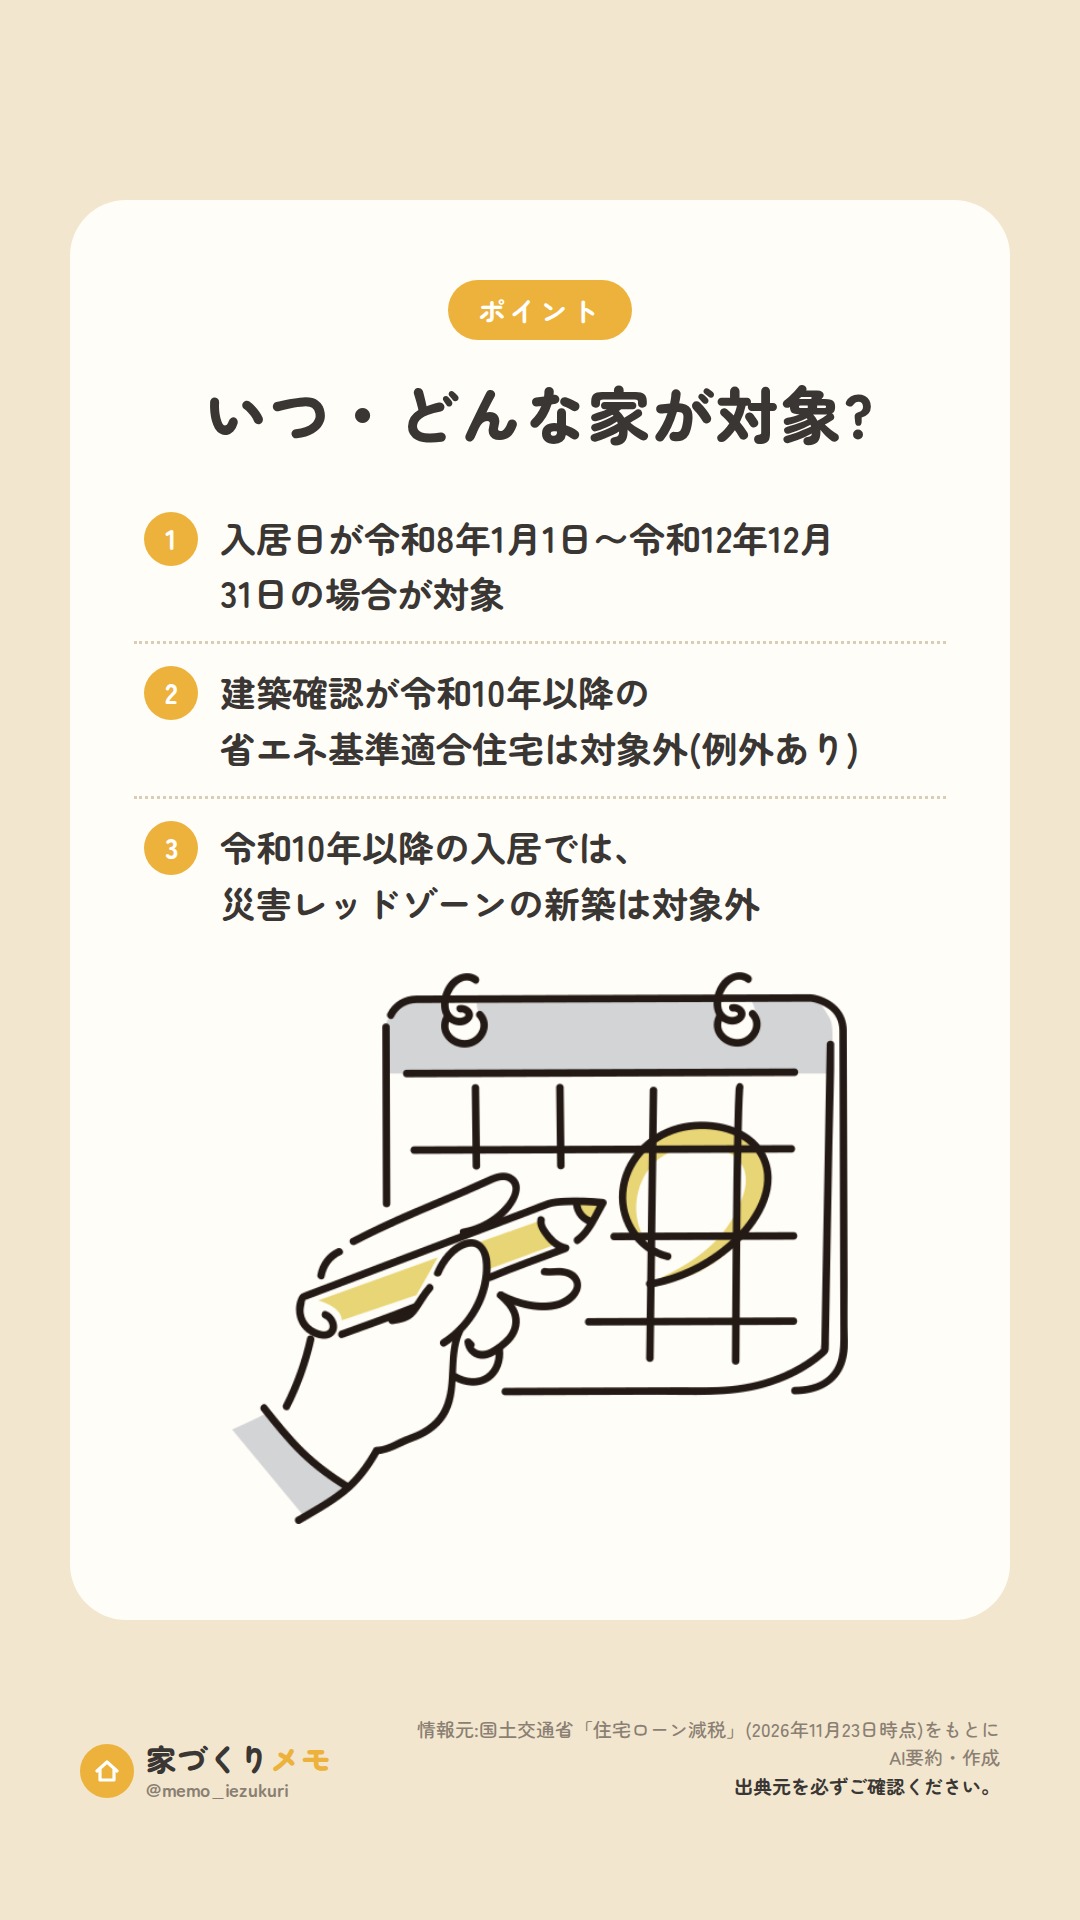 ポイント
いつ・どんな家が対象?
1 入居日が令和8年1月1日〜令和12年12月
31日の場合が対象
2 建築確認が令和10年以降の
省エネ基準適合住宅は対象外(例外あり)
3 令和10年以降の入居では、
災害レッドゾーンの新築は対象外
家づくりメモ
@memo_iezukuri
情報元:国土交通省「住宅ローン減税」(2026年11月23日時点)をもとに
AI要約・作成
出典元を必ずご確認ください。